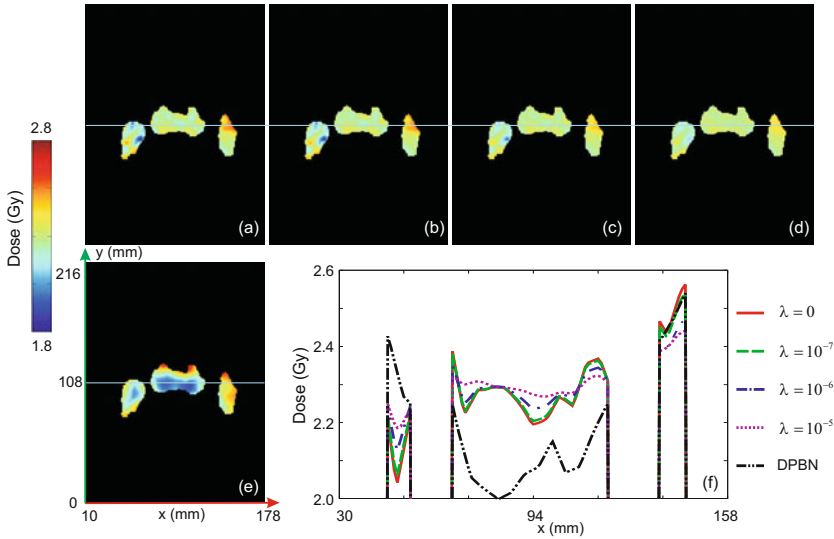 (a)
(b)
(c)
(d)
2.8
Dose (Gy)
1.8
y (mm)
216
108
0
10
x (mm)
178
(e)
2.6
2.4
2.2
2.0
Dose (Gy)
30
94
158
x (mm)
(f)
λ = 0
λ = 10⁻⁷
λ = 10⁻⁶
λ = 10⁻⁵
DPBN